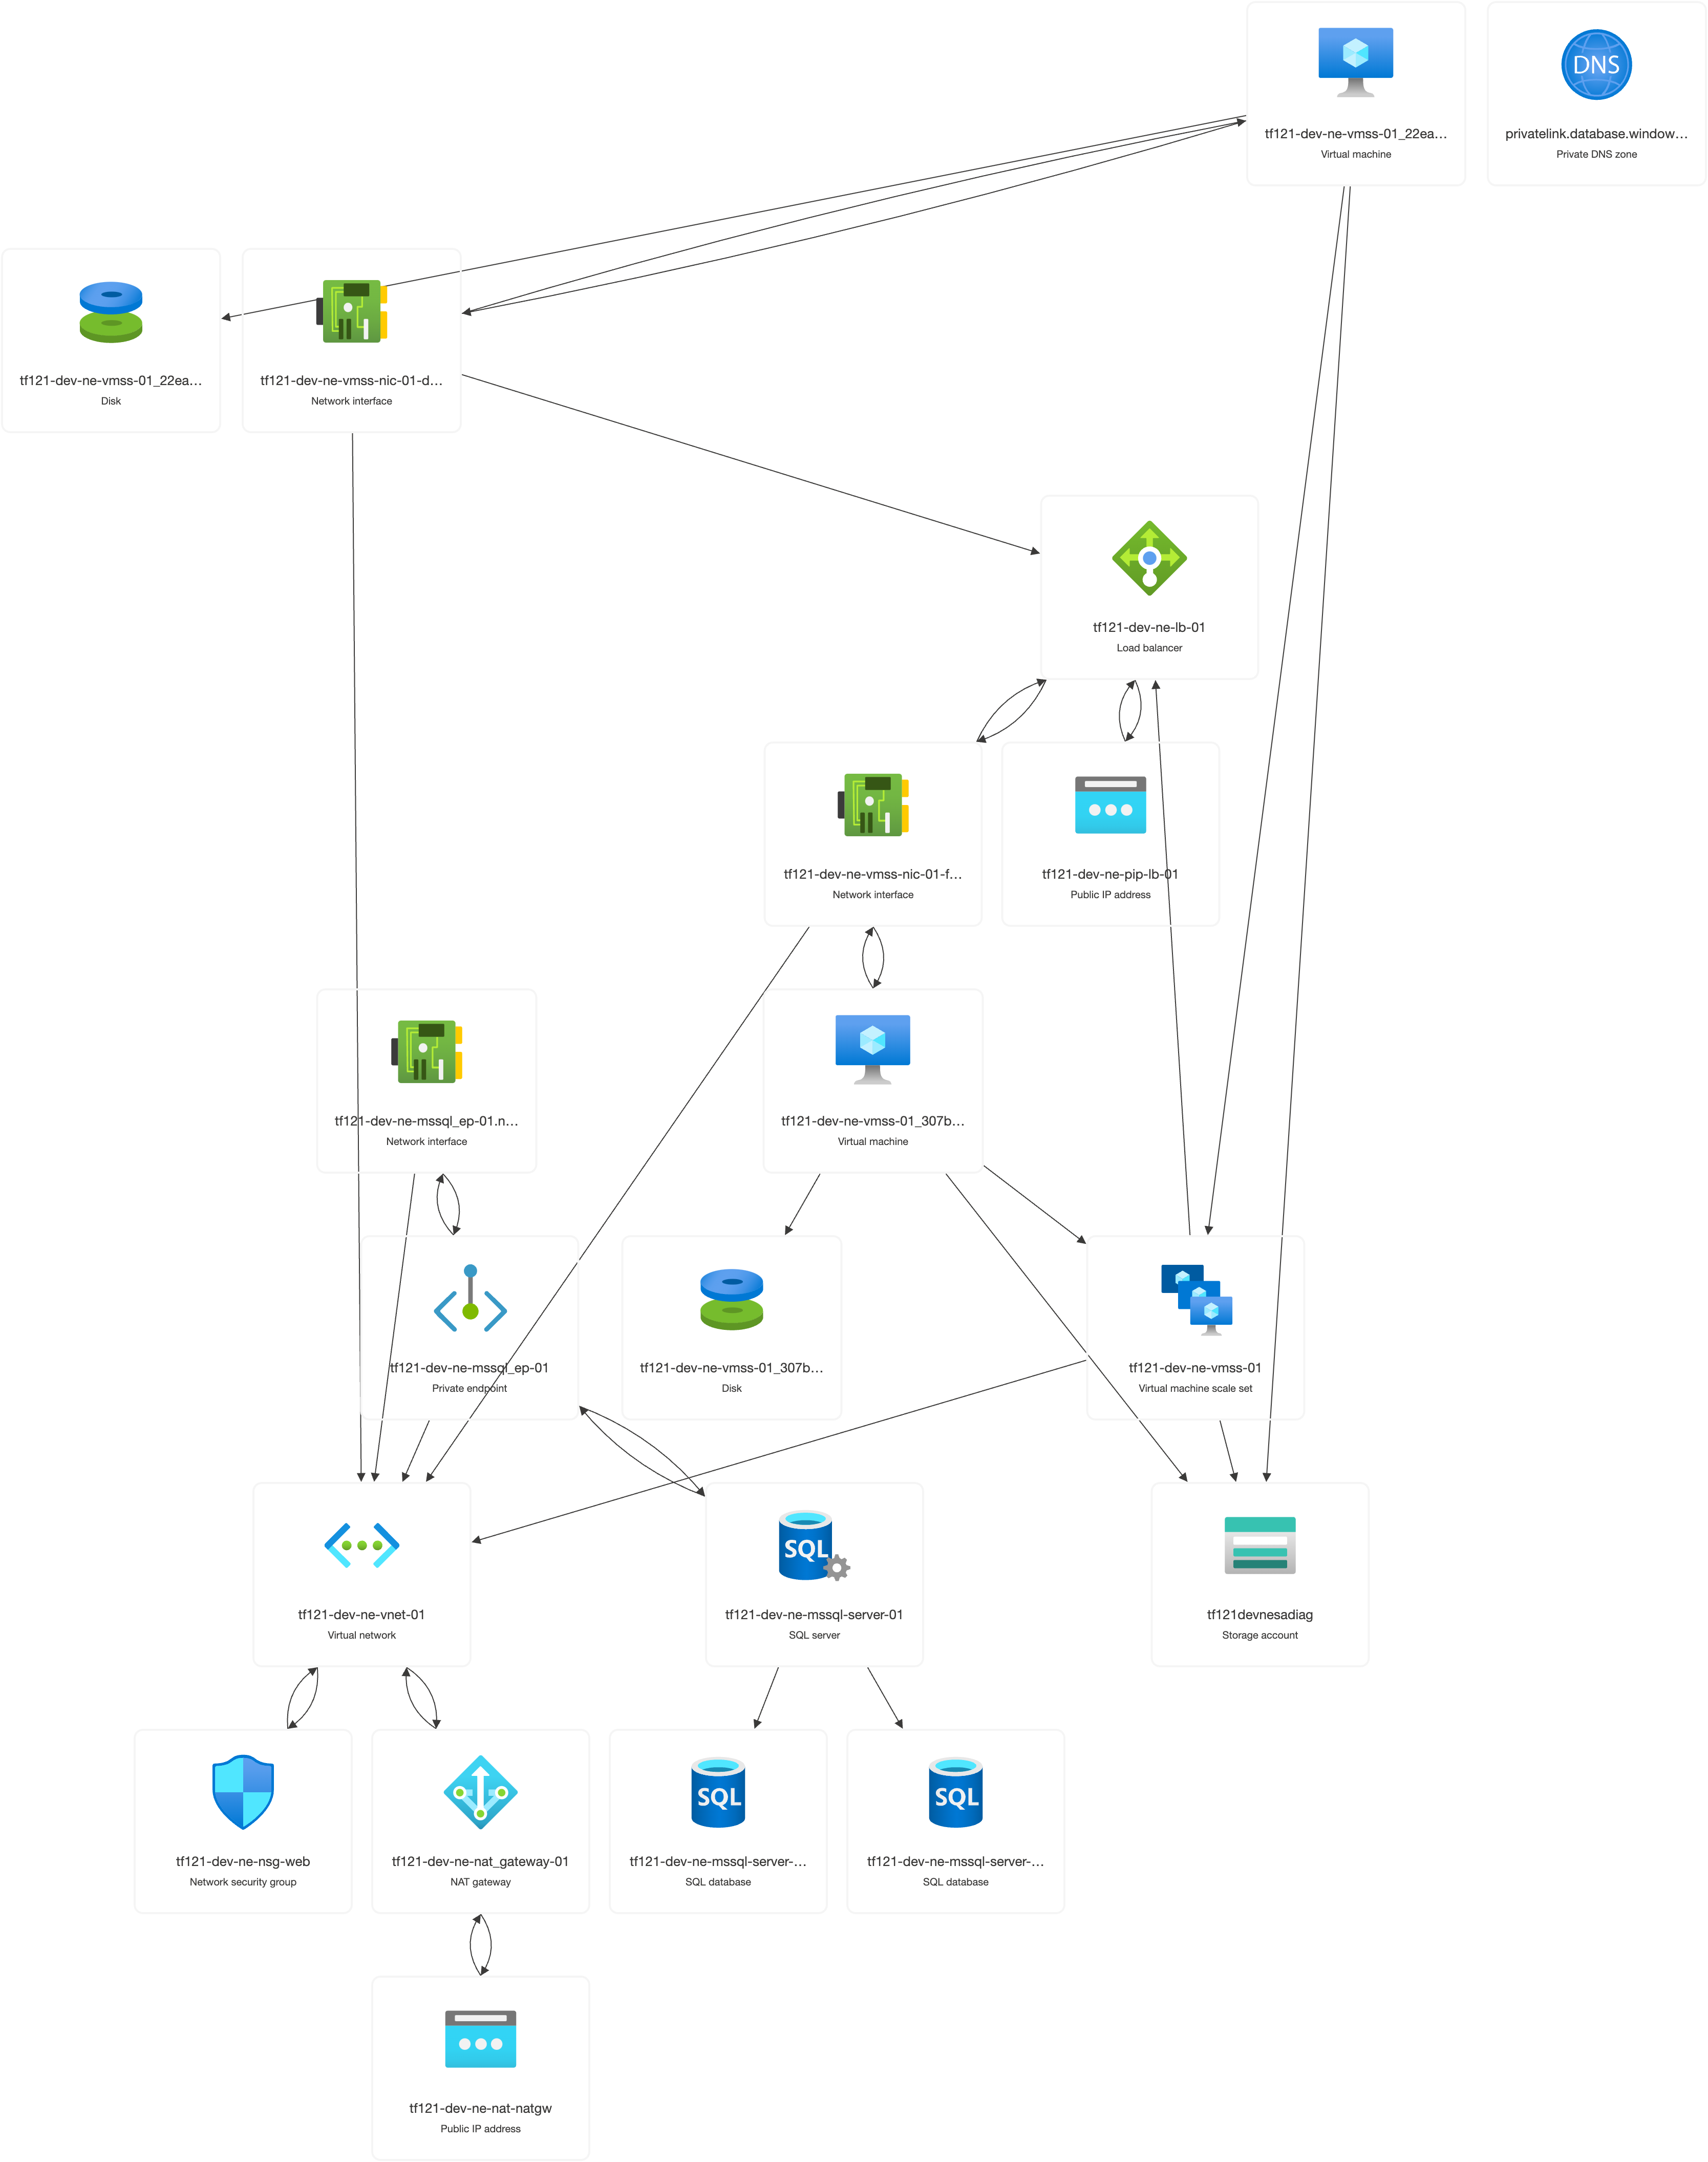 DNS
tf121-dev-ne-vmss-01_22ea...
Virtual machine
privatelink.database.window...
Private DNS zone
tf121-dev-ne-vmss-01_22ea...
Disk
tf121-dev-ne-vmss-nic-01-d...
Network interface
tf121-dev-ne-lb-01
Load balancer
tf121-dev-ne-vmss-nic-01-f...
Network interface
tf121-dev-ne-pip-lb-01
Public IP address
tf121-dev-ne-mssql_ep-01.n...
Network interface
tf121-dev-ne-vmss-01_307b...
Virtual machine
tf121-dev-ne-mssql_ep-01
Private endpoint
tf121-dev-ne-vmss-01_307b...
Disk
tf121-dev-ne-vmss-01
Virtual machine scale set
SQL
tf121-dev-ne-vnet-01
Virtual network
tf121-dev-ne-mssql-server-01
SQL server
tf121devnesadiag
Storage account
SQL
SQL
tf121-dev-ne-nsg-web
Network security group
tf121-dev-ne-nat_gateway-01
NAT gateway
tf121-dev-ne-mssql-server-...
SQL database
tf121-dev-ne-mssql-server-...
SQL database
tf121-dev-ne-nat-natgw
Public IP address